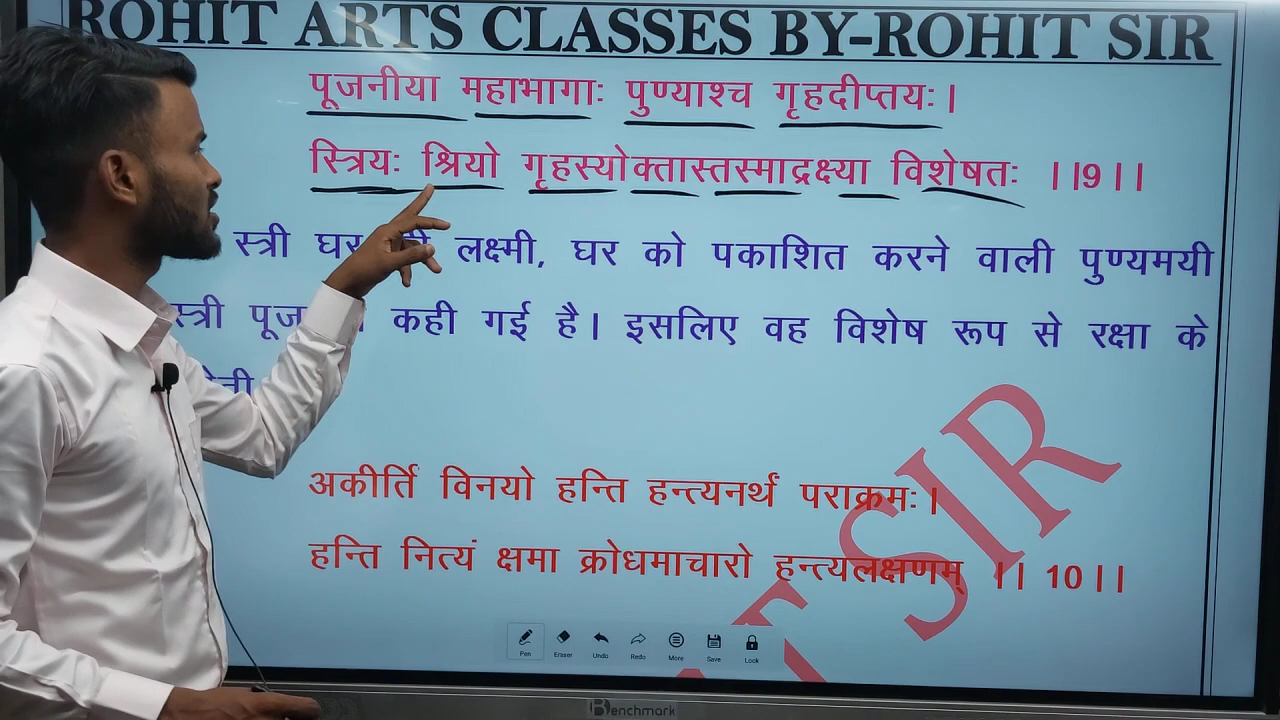 ROHIT ARTS CLASSES BY-ROHIT SIR
पूजनीया महाभागाः पुण्याश्च गृहदीप्तयः।
स्त्रियः श्रियो गृहस्योक्तास्तस्माद्रक्ष्या विशेषतः ।।9।।
स्त्री घर लक्ष्मी, घर को पकाशित करने वाली पुण्यमयी
स्त्री कही गई है। इसलिए वह विशेष रूप से रक्षा के
अकीर्ति विनयो हन्ति हन्त्यनर्थं पराक्रमः।
हन्ति नित्यं क्षमा क्रोधमाचारो हन्त्यलक्षणम् ।। 10।।
SIR
Pen Eraser Undo Redo More Save Lock
Benchmark